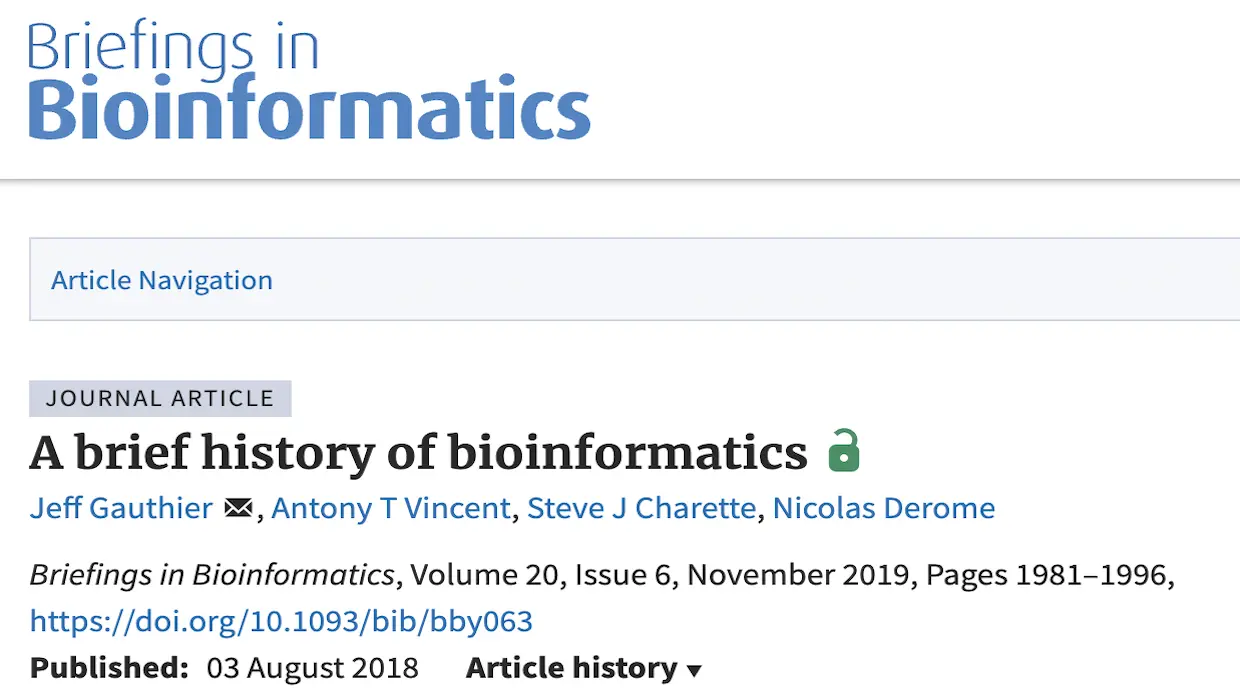 Briefings in
Bioinformatics
Article Navigation
JOURNAL ARTICLE
A brief history of bioinformatics
Jeff Gauthier, Antony T Vincent, Steve J Charette, Nicolas Derome
Briefings in Bioinformatics, Volume 20, Issue 6, November 2019, Pages 1981–1996,
https://doi.org/10.1093/bib/bby063
Published: 03 August 2018 Article history